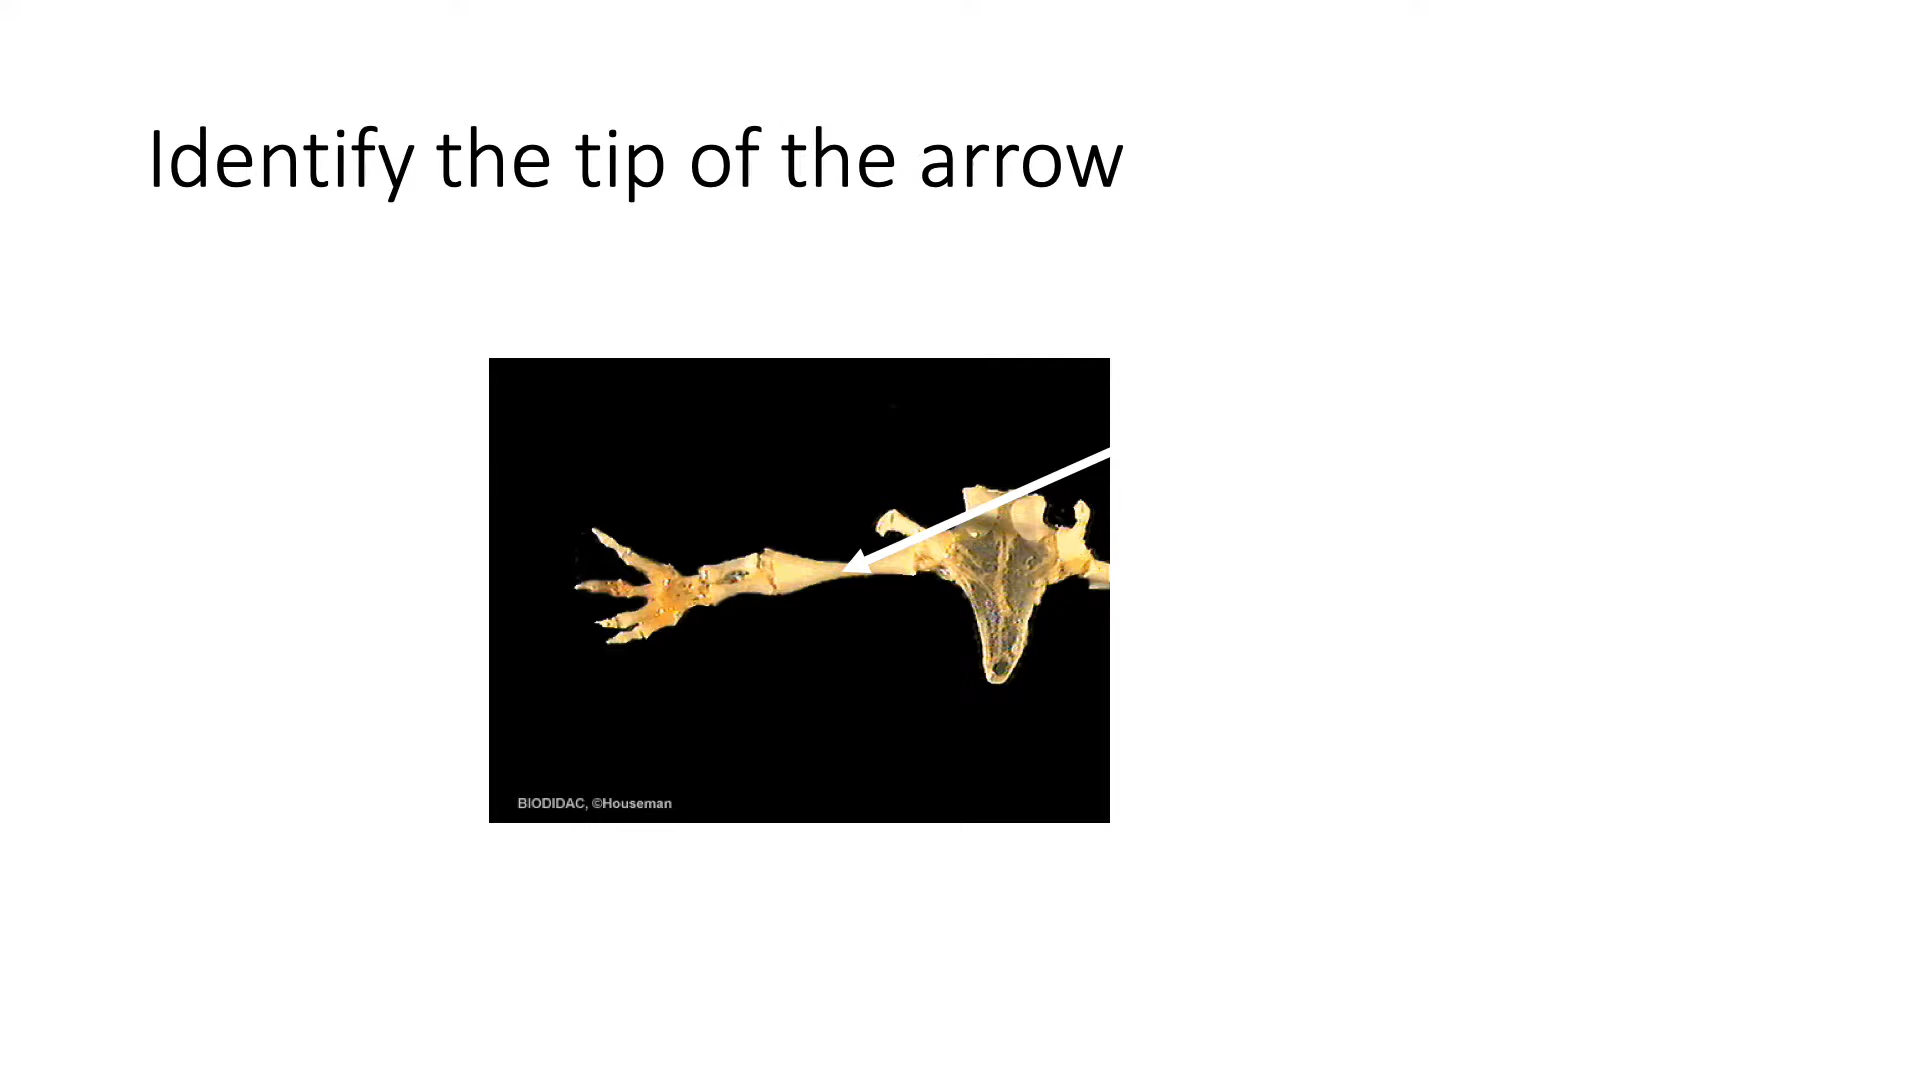 Identify the tip of the arrow
BIODIDAC, ©Houseman